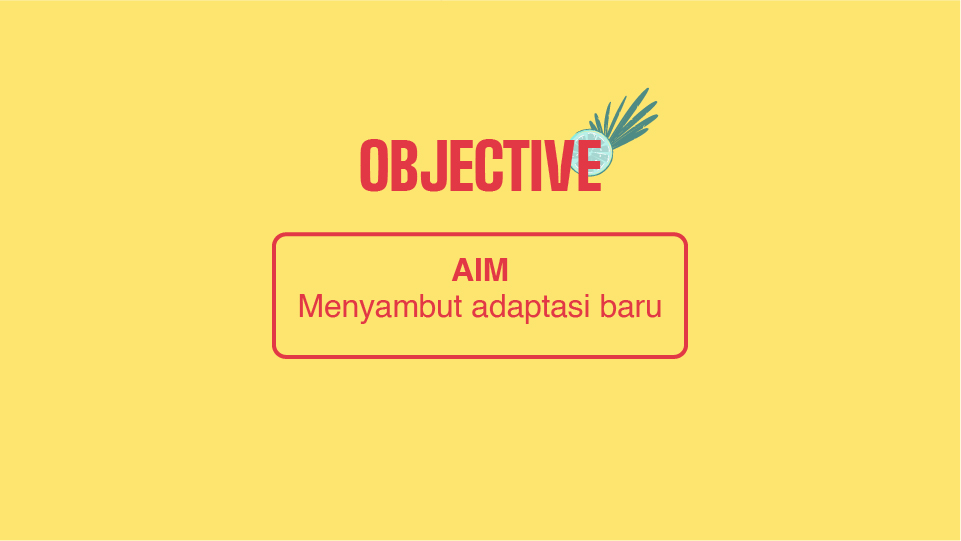 OBJECTIVE
AIM
Menyambut adaptasi baru